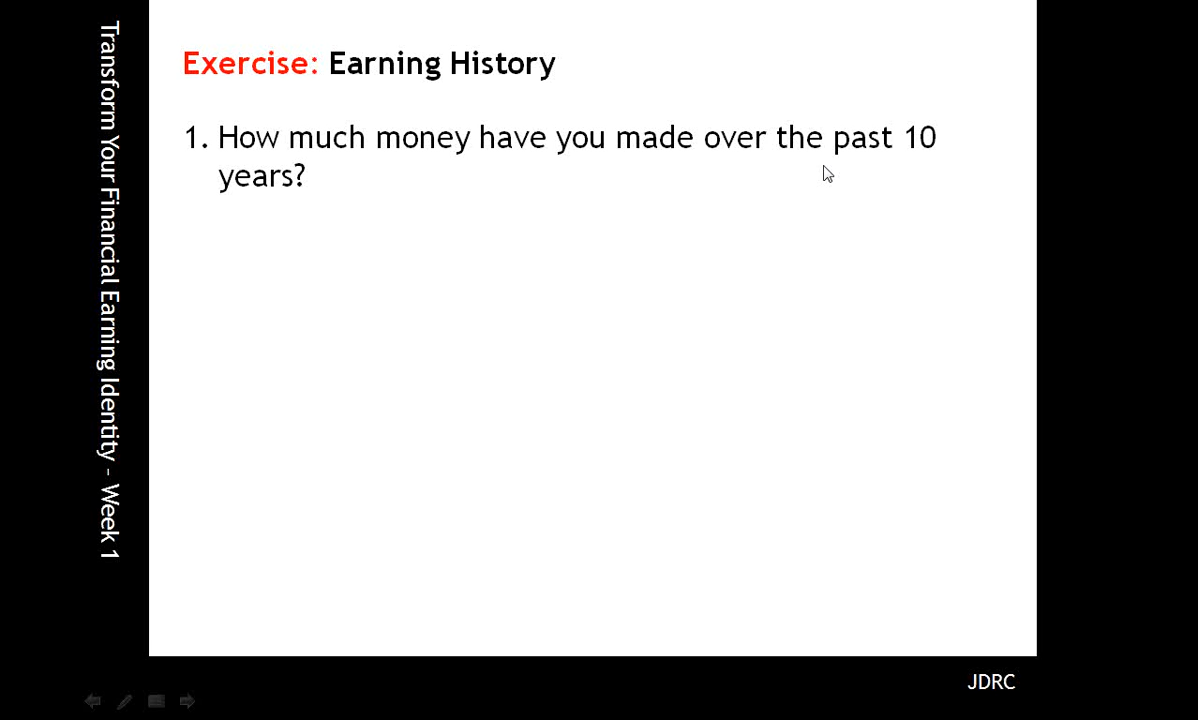 Transform Your Financial Earning Identity - Week 1
Exercise: Earning History
1. How much money have you made over the past 10
years?
JDRC